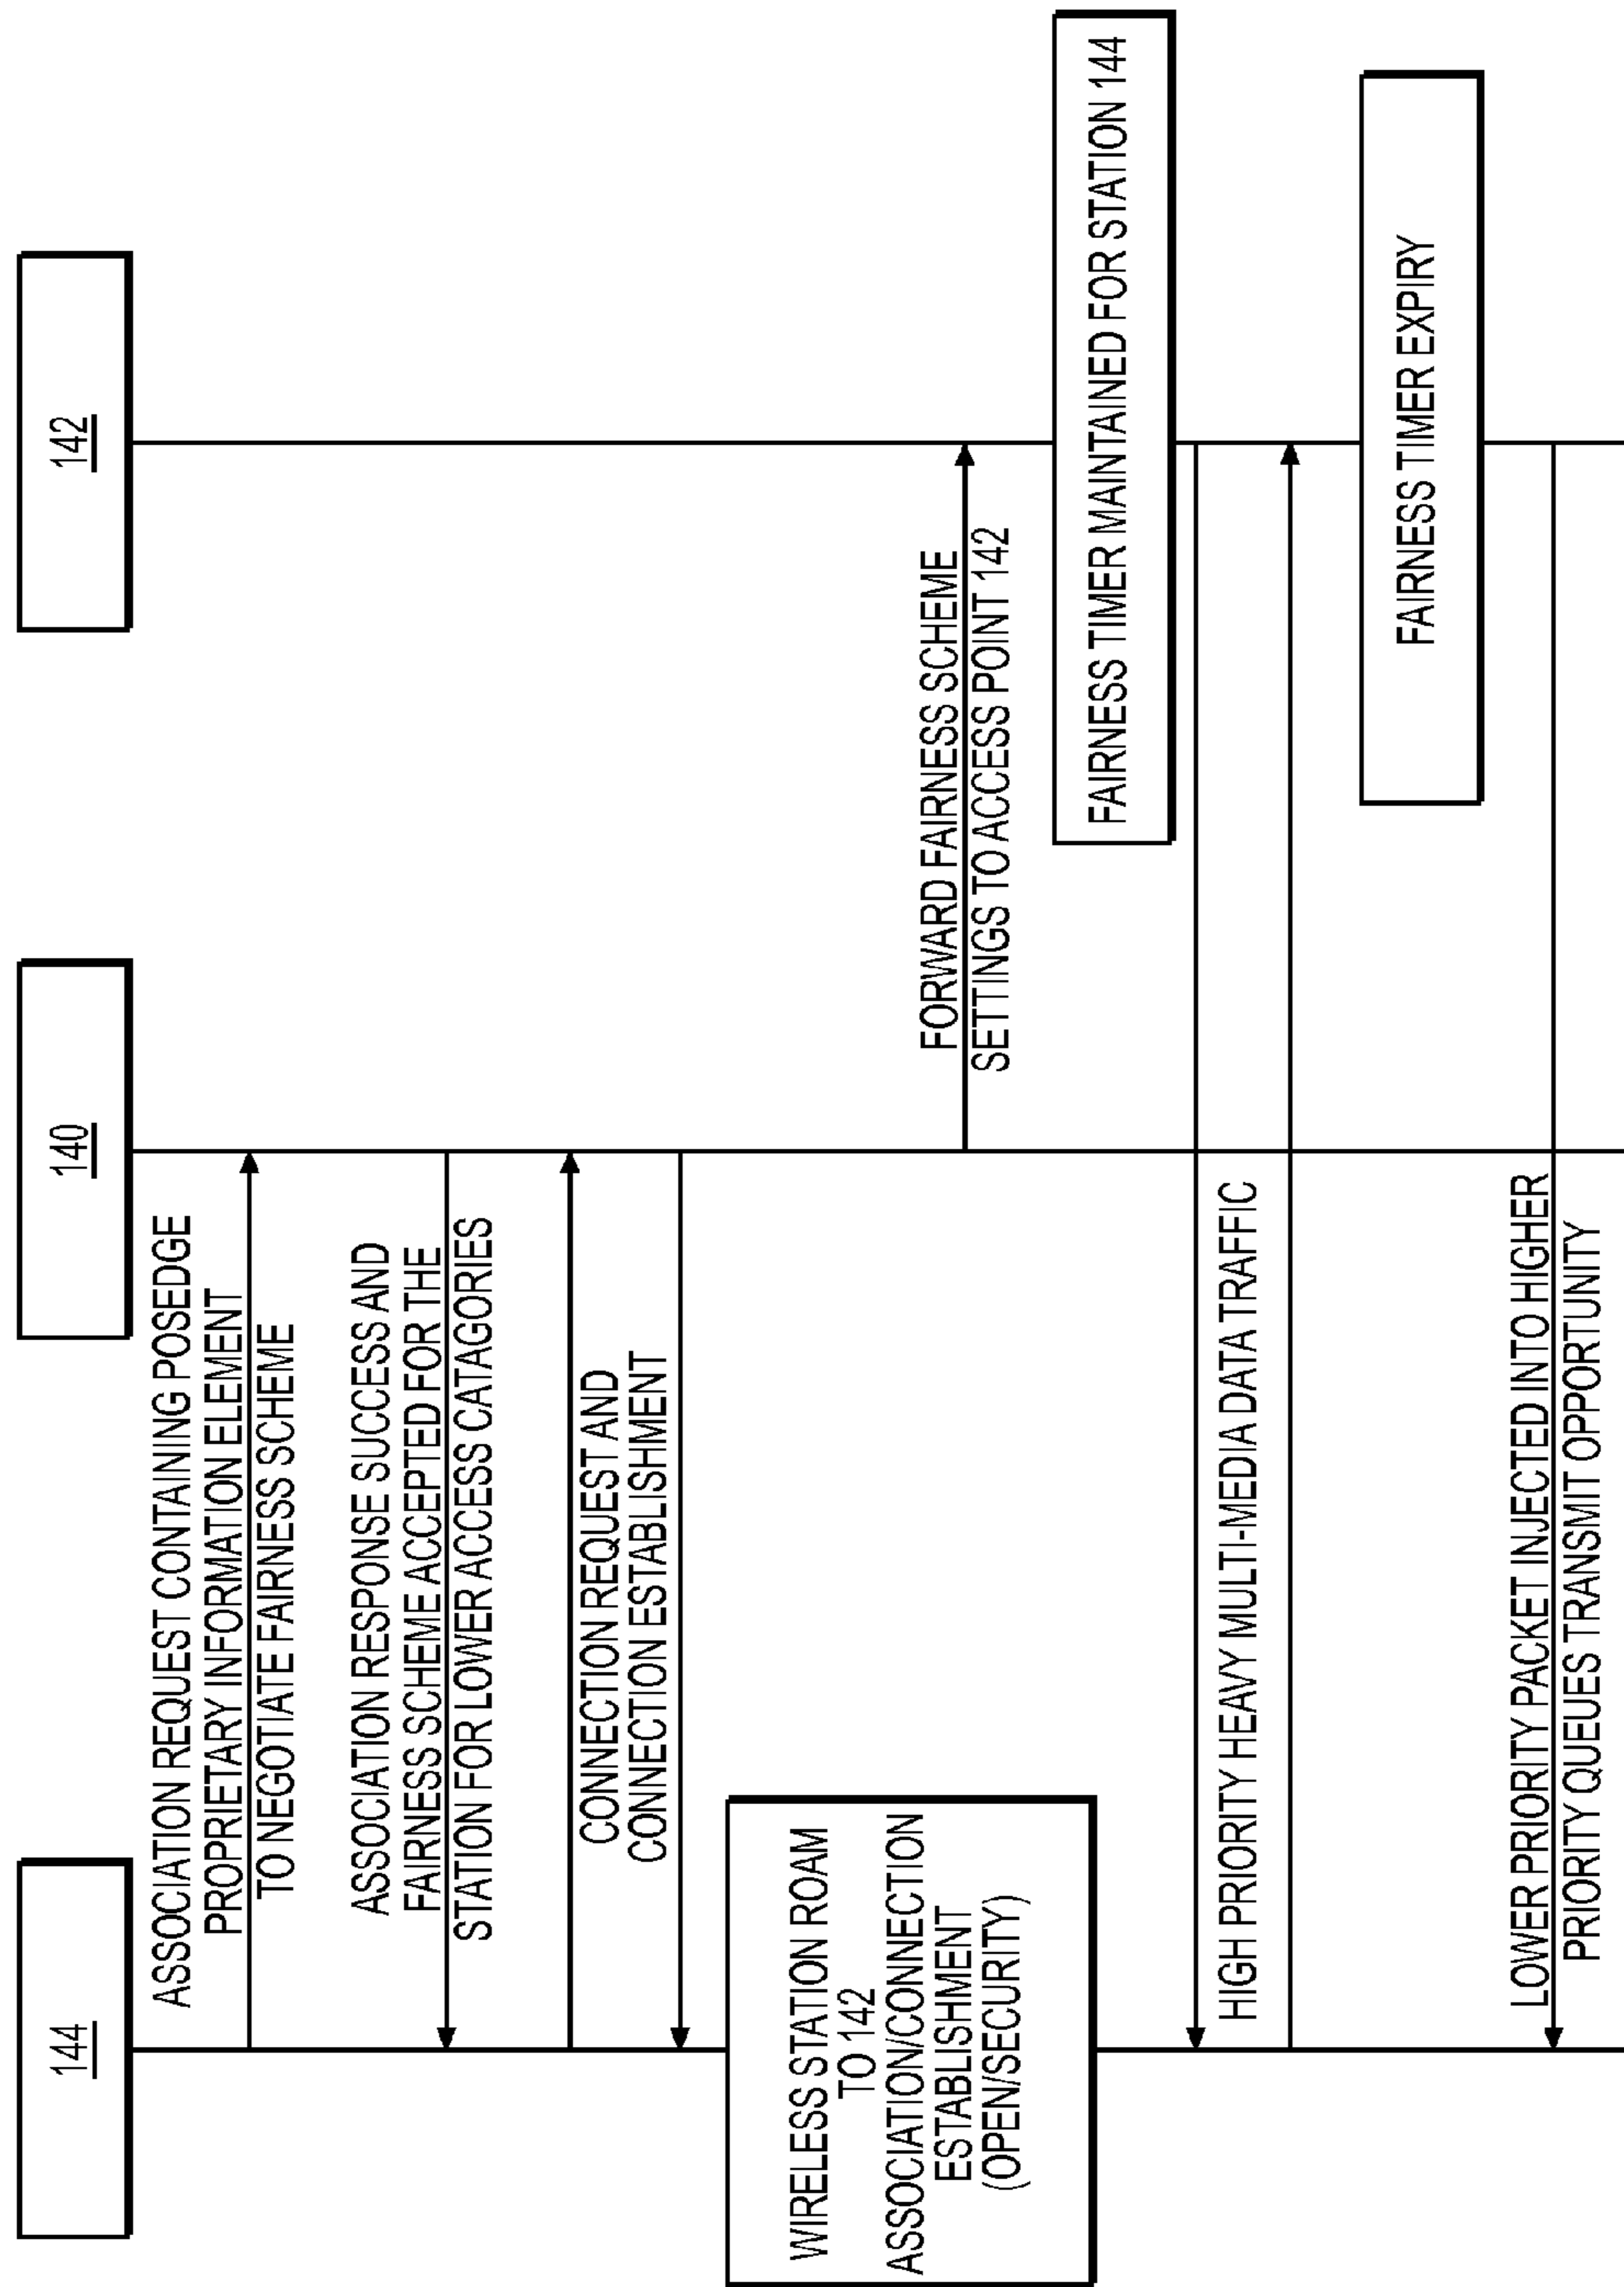 144
140
142
ASSOCIATION REQUEST CONTAINING POSEDGE
PROPRIETARY INFORMATION ELEMENT
TO NEGOTIATE FAIRNESS SCHEME
ASSOCIATION RESPONSE SUCCESS AND
FAIRNESS SCHEME ACCEPTED FOR THE
STATION FOR LOWER ACCESS CATAGORIES
CONNECTION REQUEST AND
CONNECTION ESTABLISHMENT
WIRELESS STATION ROAM
TO 142
ASSOCIATION/CONNECTION
ESTABLISHMENT
(OPEN/SECURITY)
FORWARD FAIRNESS SCHEME
SETTINGS TO ACCESS POINT 142
FAIRNESS TIMER MAINTAINED FOR STATION 144
HIGH PRIORITY HEAVY MULTI-MEDIA DATA TRAFFIC
FAIRNESS TIMER EXPIRY
LOWER PRIORITY PACKET INJECTED INTO HIGHER
PRIORITY QUEUES TRANSMIT OPPORTUNITY